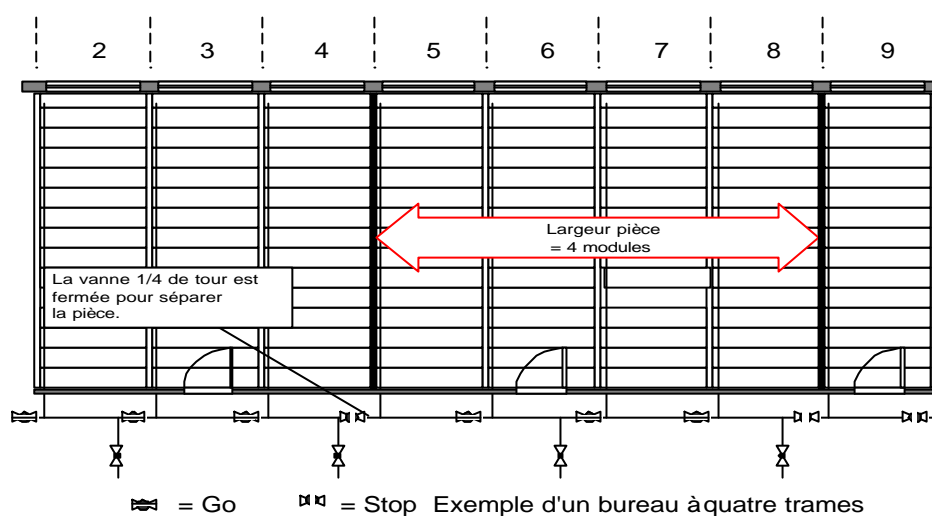 2 3 4 5 6 7 8 9
Largeur pièce
= 4 modules
La vanne 1/4 de tour est
fermée pour séparer
la pièce.
= Go = Stop Exemple d'un bureau àquatre trames